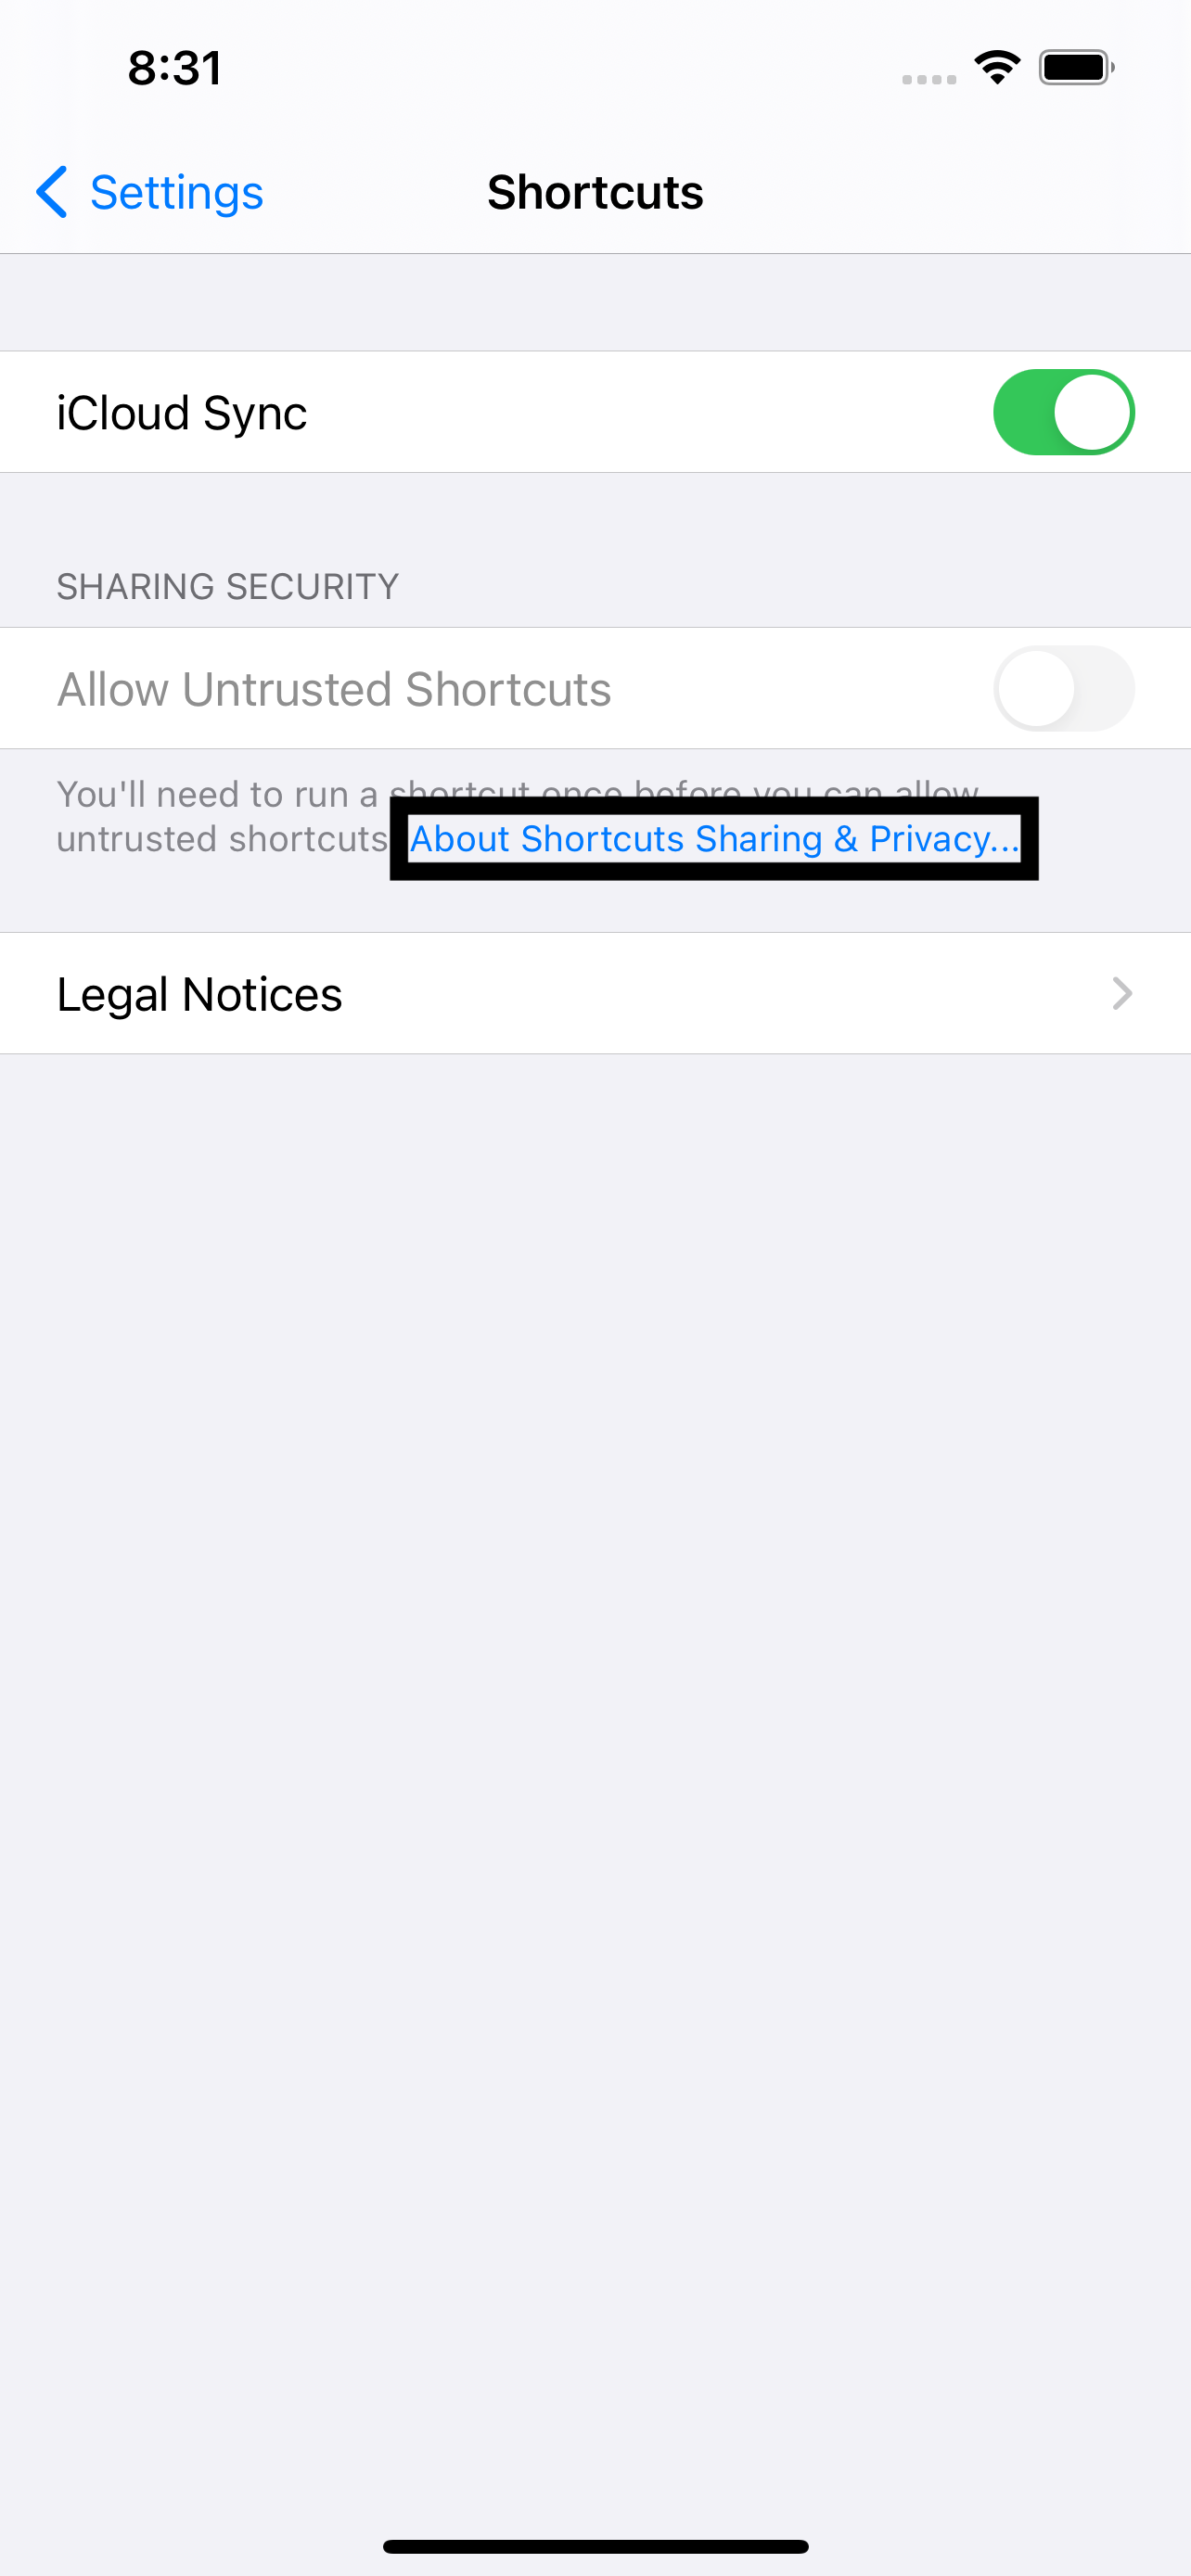 8:31
Settings
Shortcuts
iCloud Sync
SHARING SECURITY
Allow Untrusted Shortcuts
You'll need to run a shortcut once before you can allow
untrusted shortcuts About Shortcuts Sharing & Privacy...
Legal Notices